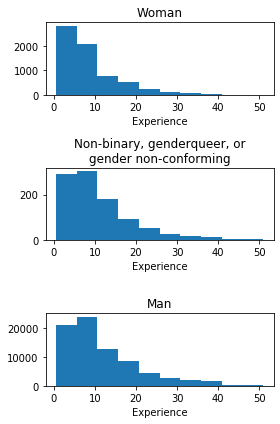 Woman
2000
1000
0
0 10 20 30 40 50
Experience
Non-binary, genderqueer, or
gender non-conforming
200
0
0 10 20 30 40 50
Experience
Man
20000
10000
0
0 10 20 30 40 50
Experience